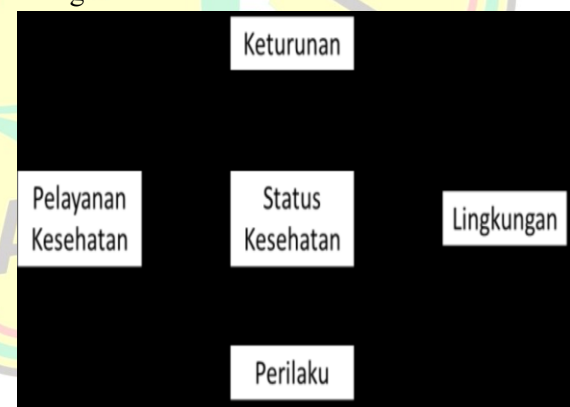 Keturunan
Pelayanan
Kesehatan
Status
Kesehatan
Lingkungan
Perilaku